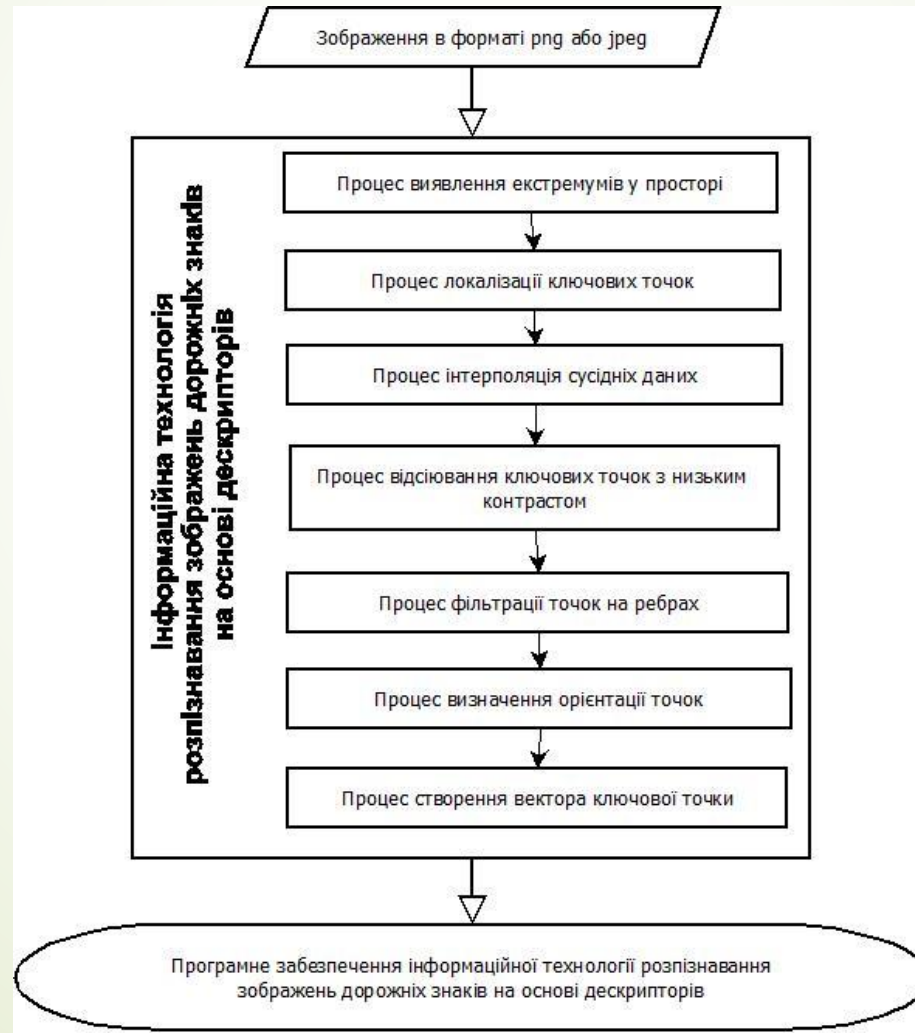 Зображення в форматі png або jpeg
Інформаційна технологія
розпізнавання зображень дорожніх знаків
на основі дескрипторів
Процес виявлення екстремумів у просторі
Процес локалізації ключових точок
Процес інтерполяція сусідніх даних
Процес відсіювання ключових точок з низьким
контрастом
Процес фільтрації точок на ребрах
Процес визначення орієнтації точок
Процес створення вектора ключової точки
Програмне забезпечення інформаційної технології розпізнавання
зображень дорожніх знаків на основі дескрипторів